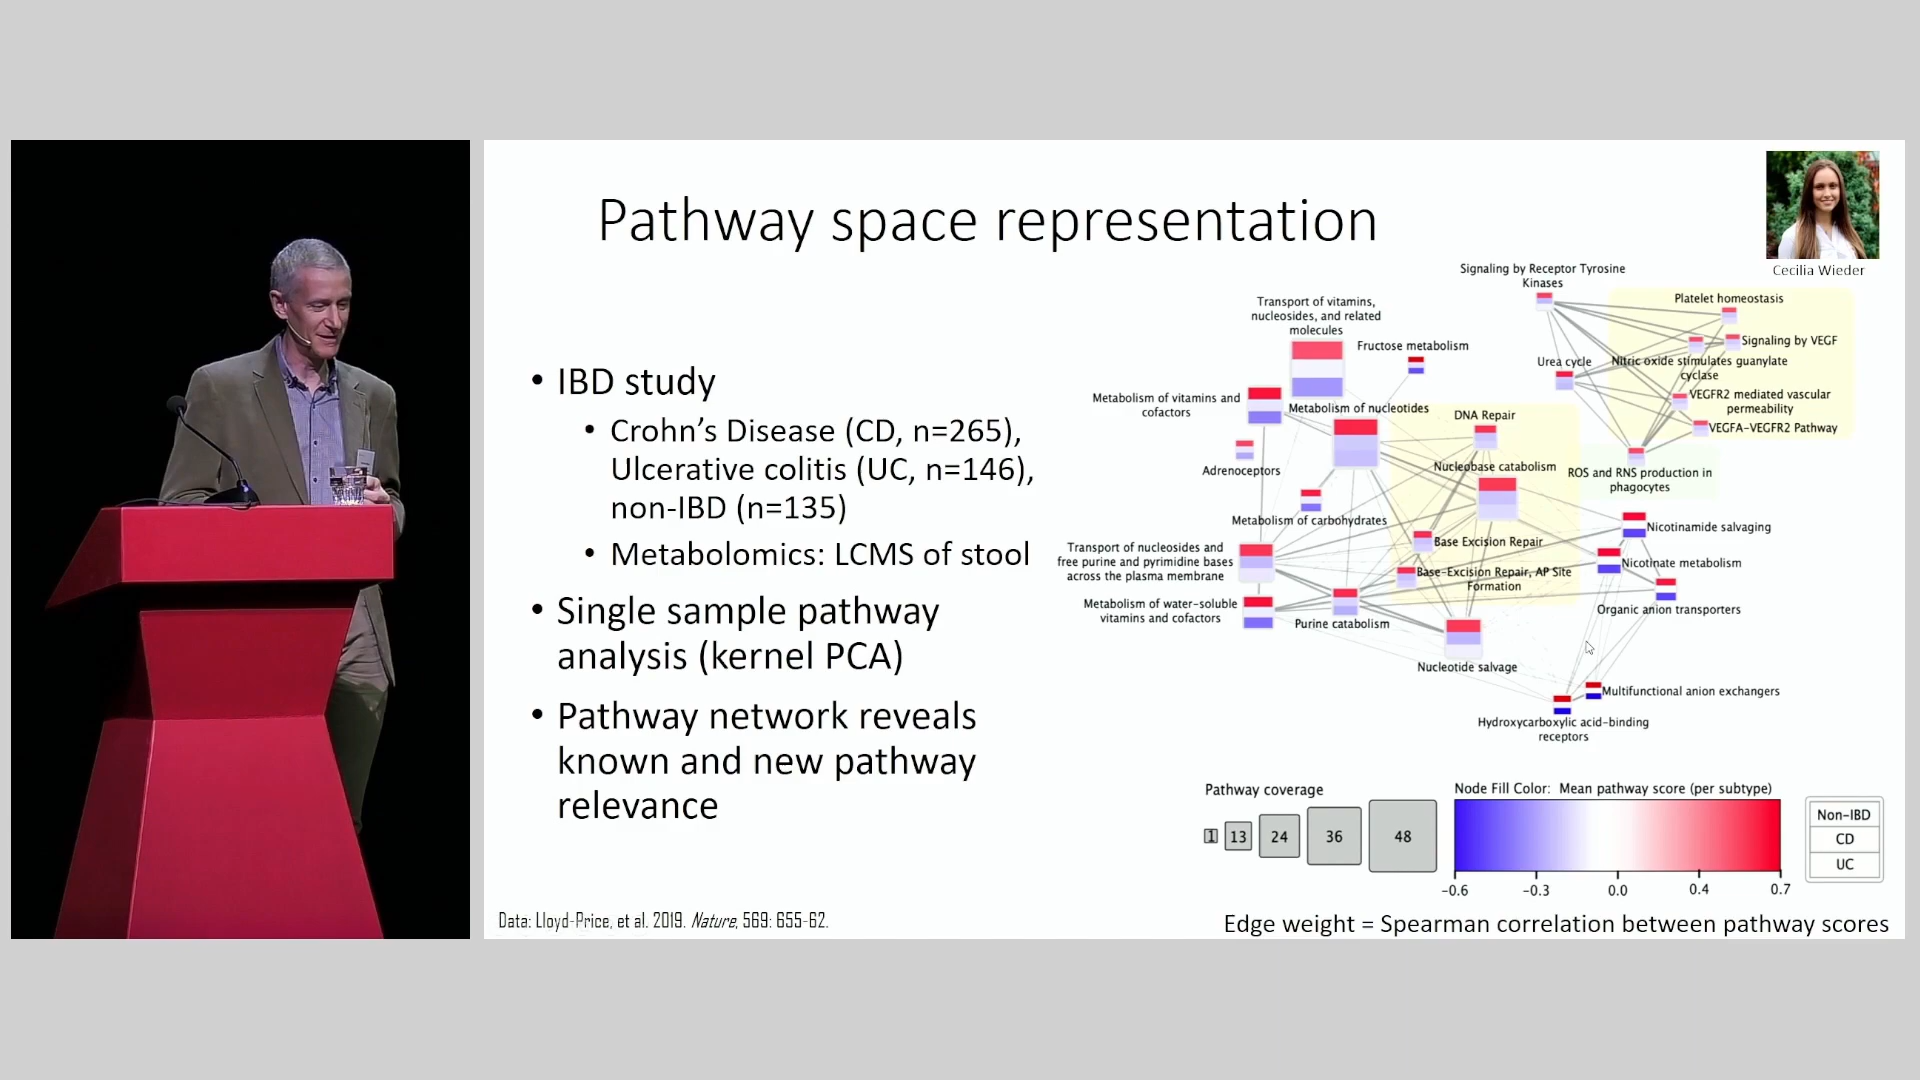 Pathway space representation
Cecilia Wieder
• IBD study
• Crohn's Disease (CD, n=265),
Ulcerative colitis (UC, n=146),
non-IBD (n=135)
• Metabolomics: LCMS of stool
• Single sample pathway
analysis (kernel PCA)
• Pathway network reveals
known and new pathway
relevance
Signaling by Receptor Tyrosine
Kinases
Platelet homeostasis
Transport of vitamins,
nucleosides, and related
molecules
Fructose metabolism
Signaling by VEGF
Urea cycle
Nitric oxide stimulates guanylate
cyclase
Metabolism of vitamins and
cofactors
Metabolism of nucleotides
VEGFR2 mediated vascular
permeability
DNA Repair
VEGFA-VEGFR2 Pathway
Adrenoceptors
Nucleobase catabolism
ROS and RNS production in
phagocytes
Metabolism of carbohydrates
Nicotinamide salvaging
Transport of nucleosides and
free purine and pyrimidine bases
across the plasma membrane
Base Excision Repair
Nicotinate metabolism
Base-Excision Repair, AP Site
Formation
Metabolism of water-soluble
vitamins and cofactors
Purine catabolism
Organic anion transporters
Nucleotide salvage
Multifunctional anion exchangers
Hydroxycarboxylic acid-binding
receptors
Pathway coverage
1 13 24 36 48
Node Fill Color: Mean pathway score (per subtype)
-0.6 -0.3 0.0 0.4 0.7
Non-IBD
CD
UC
Data: Lloyd-Price, et al. 2019. Nature, 569: 655-62.
Edge weight = Spearman correlation between pathway scores